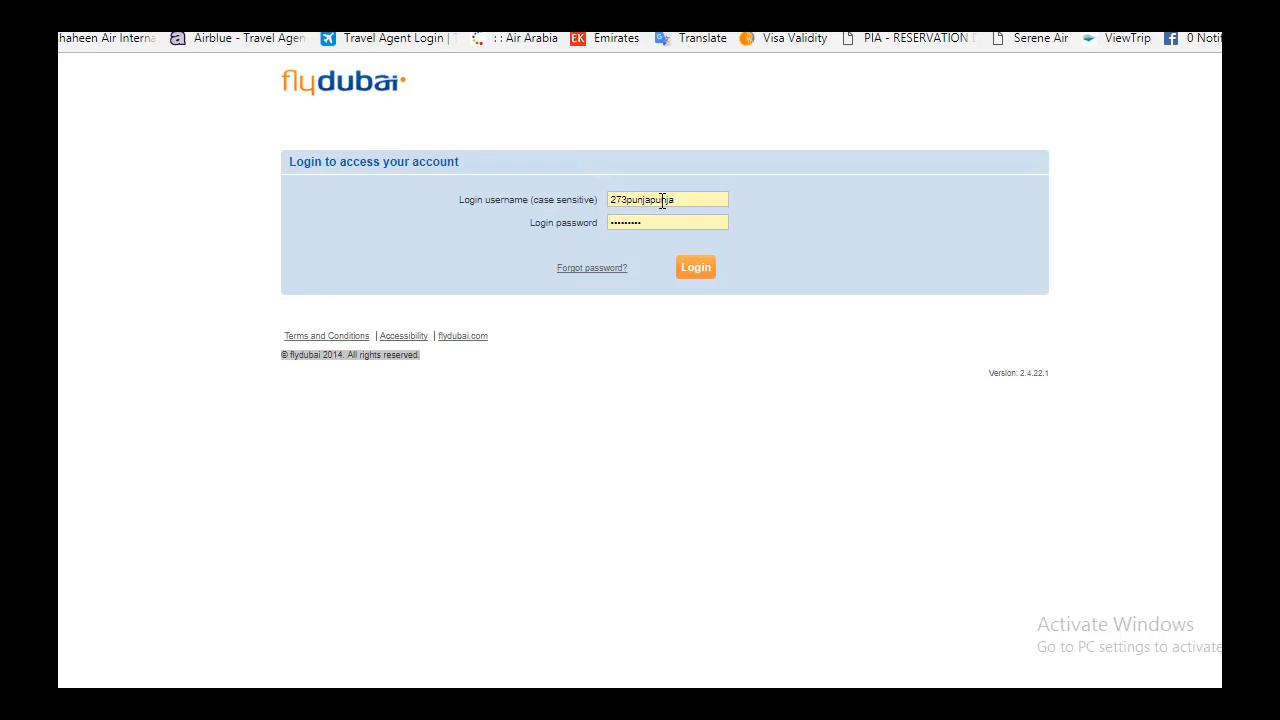 haheen Air Interna Airblue - Travel Agen Travel Agent Login | :: Air Arabia EK Emirates Translate Visa Validity PIA - RESERVATION Serene Air ViewTrip 0 Notif
flydubai
Login to access your account
Login username (case sensitive) 273punjapunja
Login password •••••••••
Forgot password? Login
Terms and Conditions | Accessibility | flydubai.com
© flydubai 2014. All rights reserved.
Version: 2.4.22.1
Activate Windows
Go to PC settings to activate